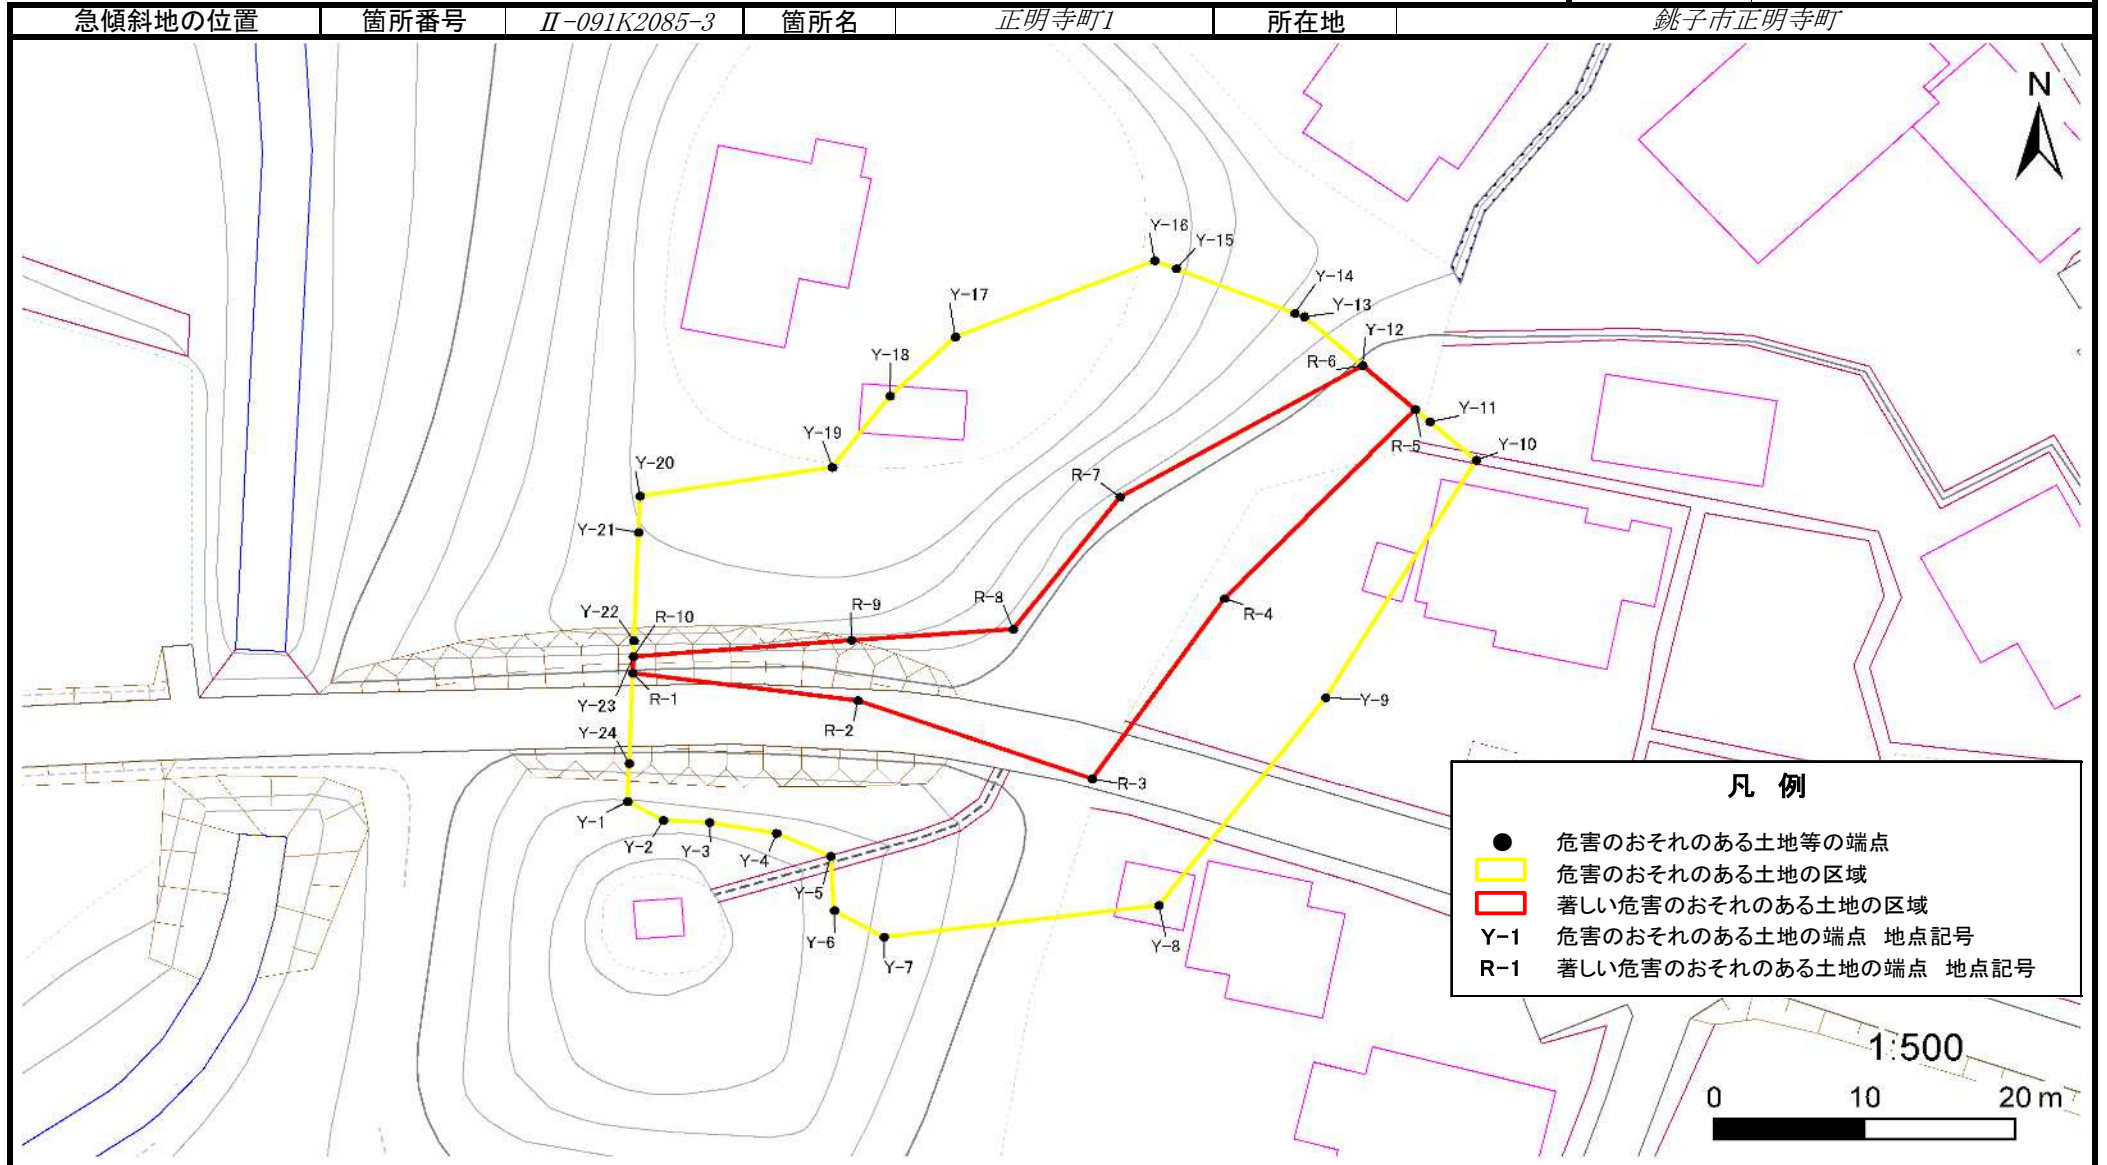 急傾斜地の位置 箇所番号 Ⅱ-091K2085-3 箇所名 正明寺町1 所在地 銚子市正明寺町
N
Y-16
Y-15
Y-14
Y-13
Y-17
Y-12
R-6
Y-18
Y-11
R-5
Y-10
Y-19
Y-20
R-7
Y-21
R-9
R-8
Y-22
R-10
R-4
Y-23
R-1
R-2
Y-9
Y-24
R-3
Y-1
Y-2
Y-3
Y-4
Y-5
Y-6
Y-7
Y-8
凡 例
危害のおそれのある土地等の端点
危害のおそれのある土地の区域
著しい危害のおそれのある土地の区域
Y-1 危害のおそれのある土地の端点 地点記号
R-1 著しい危害のおそれのある土地の端点 地点記号
1:500
0 10 20 m